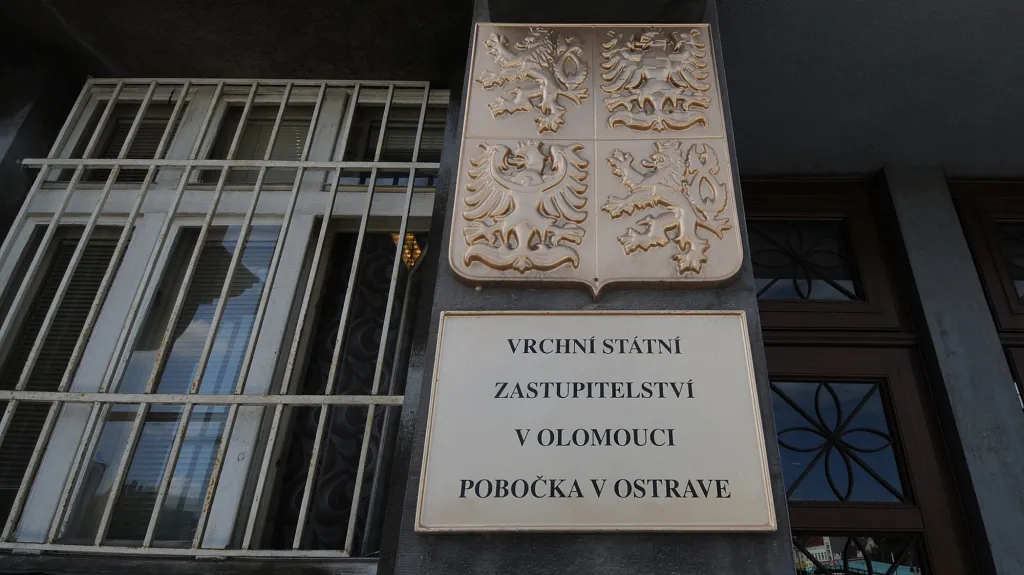 VRCHNÍ STÁTNÍ
ZASTUPITELSTVÍ
V OLOMOUCI
POBOČKA V OSTRAVE